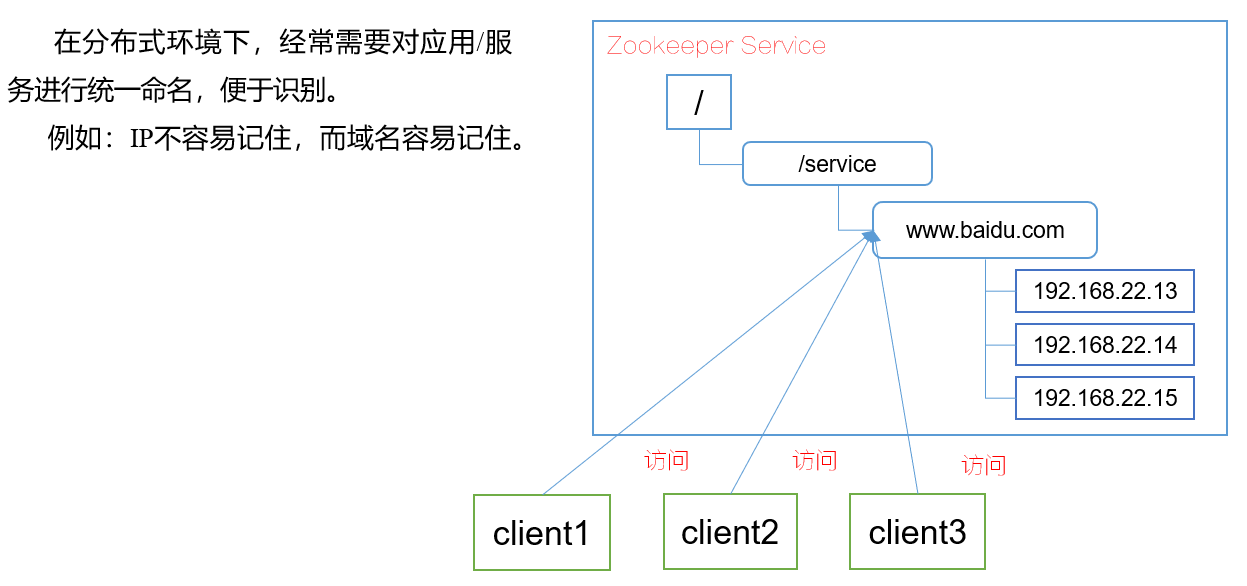 在分布式环境下，经常需要对应用/服
务进行统一命名，便于识别。
例如：IP不容易记住，而域名容易记住。
Zookeeper Service
/
/service
www.baidu.com
192.168.22.13
192.168.22.14
192.168.22.15
访问
访问
访问
client1
client2
client3